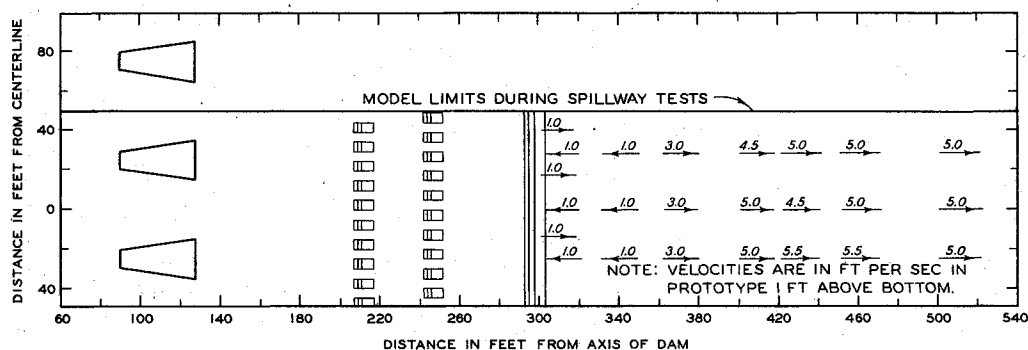 DISTANCE IN FEET FROM CENTERLINE
80
40
0
40
MODEL LIMITS DURING SPILLWAY TESTS
1.0
1.0 1.0 3.0 4.5 5.0 5.0 5.0
1.0
1.0 1.0 3.0 5.0 4.5 5.0 5.0
1.0
1.0 1.0 3.0 5.0 5.5 5.5 5.0
NOTE: VELOCITIES ARE IN FT PER SEC IN
PROTOTYPE 1 FT ABOVE BOTTOM.
60 100 140 180 220 260 300 340 380 420 460 500 540
DISTANCE IN FEET FROM AXIS OF DAM